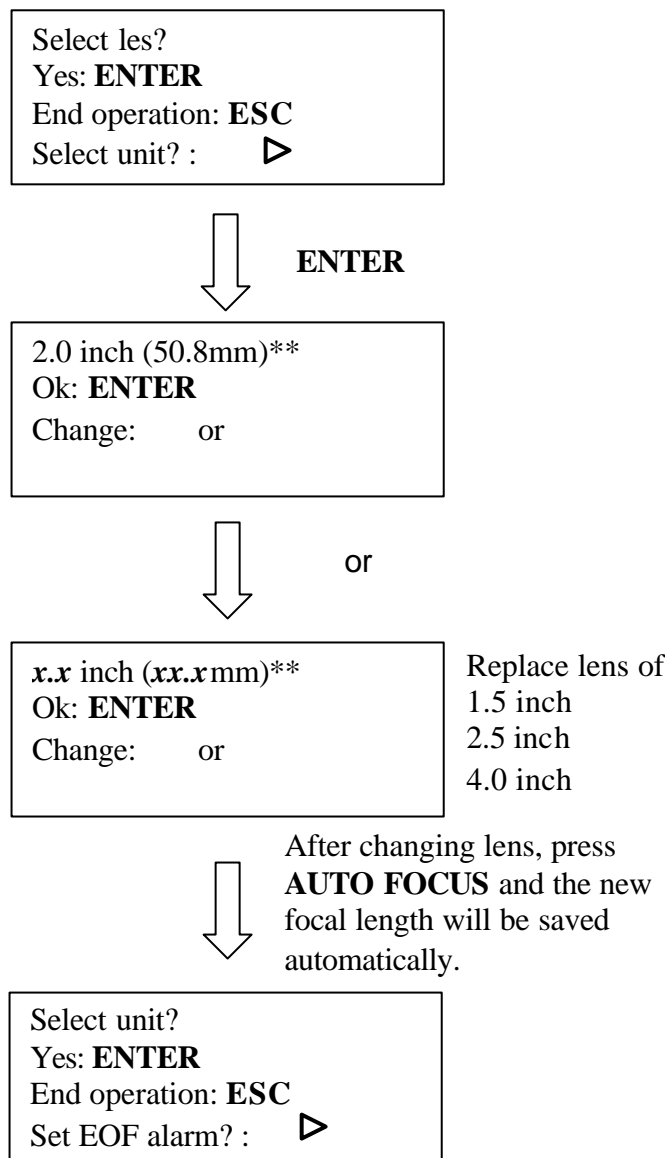 Select les?
Yes: ENTER
End operation: ESC
Select unit? :
ENTER
2.0 inch (50.8mm)**
Ok: ENTER
Change: or
or
x.x inch (xx.xmm)**
Ok: ENTER
Change: or
Replace lens of
1.5 inch
2.5 inch
4.0 inch
After changing lens, press
AUTO FOCUS and the new
focal length will be saved
automatically.
Select unit?
Yes: ENTER
End operation: ESC
Set EOF alarm? :